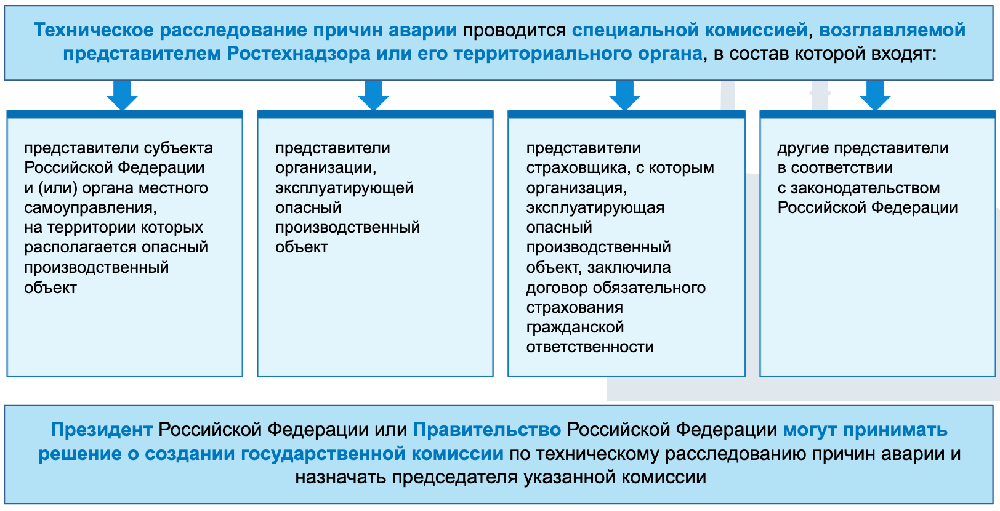 Техническое расследование причин аварии проводится специальной комиссией, возглавляемой
представителем Ростехнадзора или его территориального органа, в состав которой входят:
представители субъекта
Российской Федерации
и (или) органа местного
самоуправления,
на территории которых
располагается опасный
производственный
объект
представители
организации,
эксплуатирующей
опасный
производственный
объект
представители
страховщика, с которым
организация,
эксплуатирующая
опасный
производственный
объект, заключила
договор обязательного
страхования
гражданской
ответственности
другие представители
в соответствии
с законодательством
Российской Федерации
Президент Российской Федерации или Правительство Российской Федерации могут принимать
решение о создании государственной комиссии по техническому расследованию причин аварии и
назначать председателя указанной комиссии